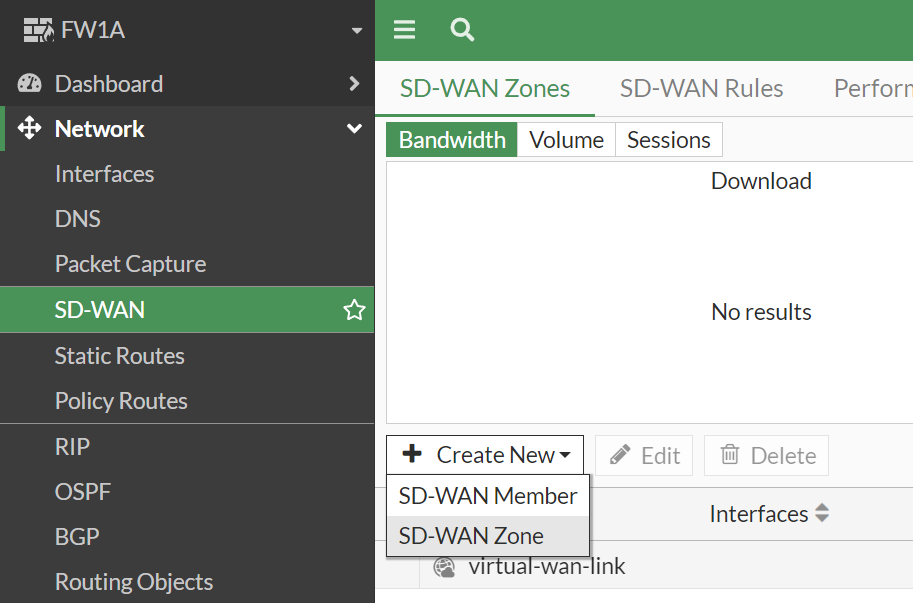 FW1A
Dashboard
Network
Interfaces
DNS
Packet Capture
SD-WAN
Static Routes
Policy Routes
RIP
OSPF
BGP
Routing Objects
SD-WAN Zones SD-WAN Rules Perform
Bandwidth Volume Sessions
Download
No results
Create New Edit Delete
SD-WAN Member
SD-WAN Zone
Interfaces
virtual-wan-link